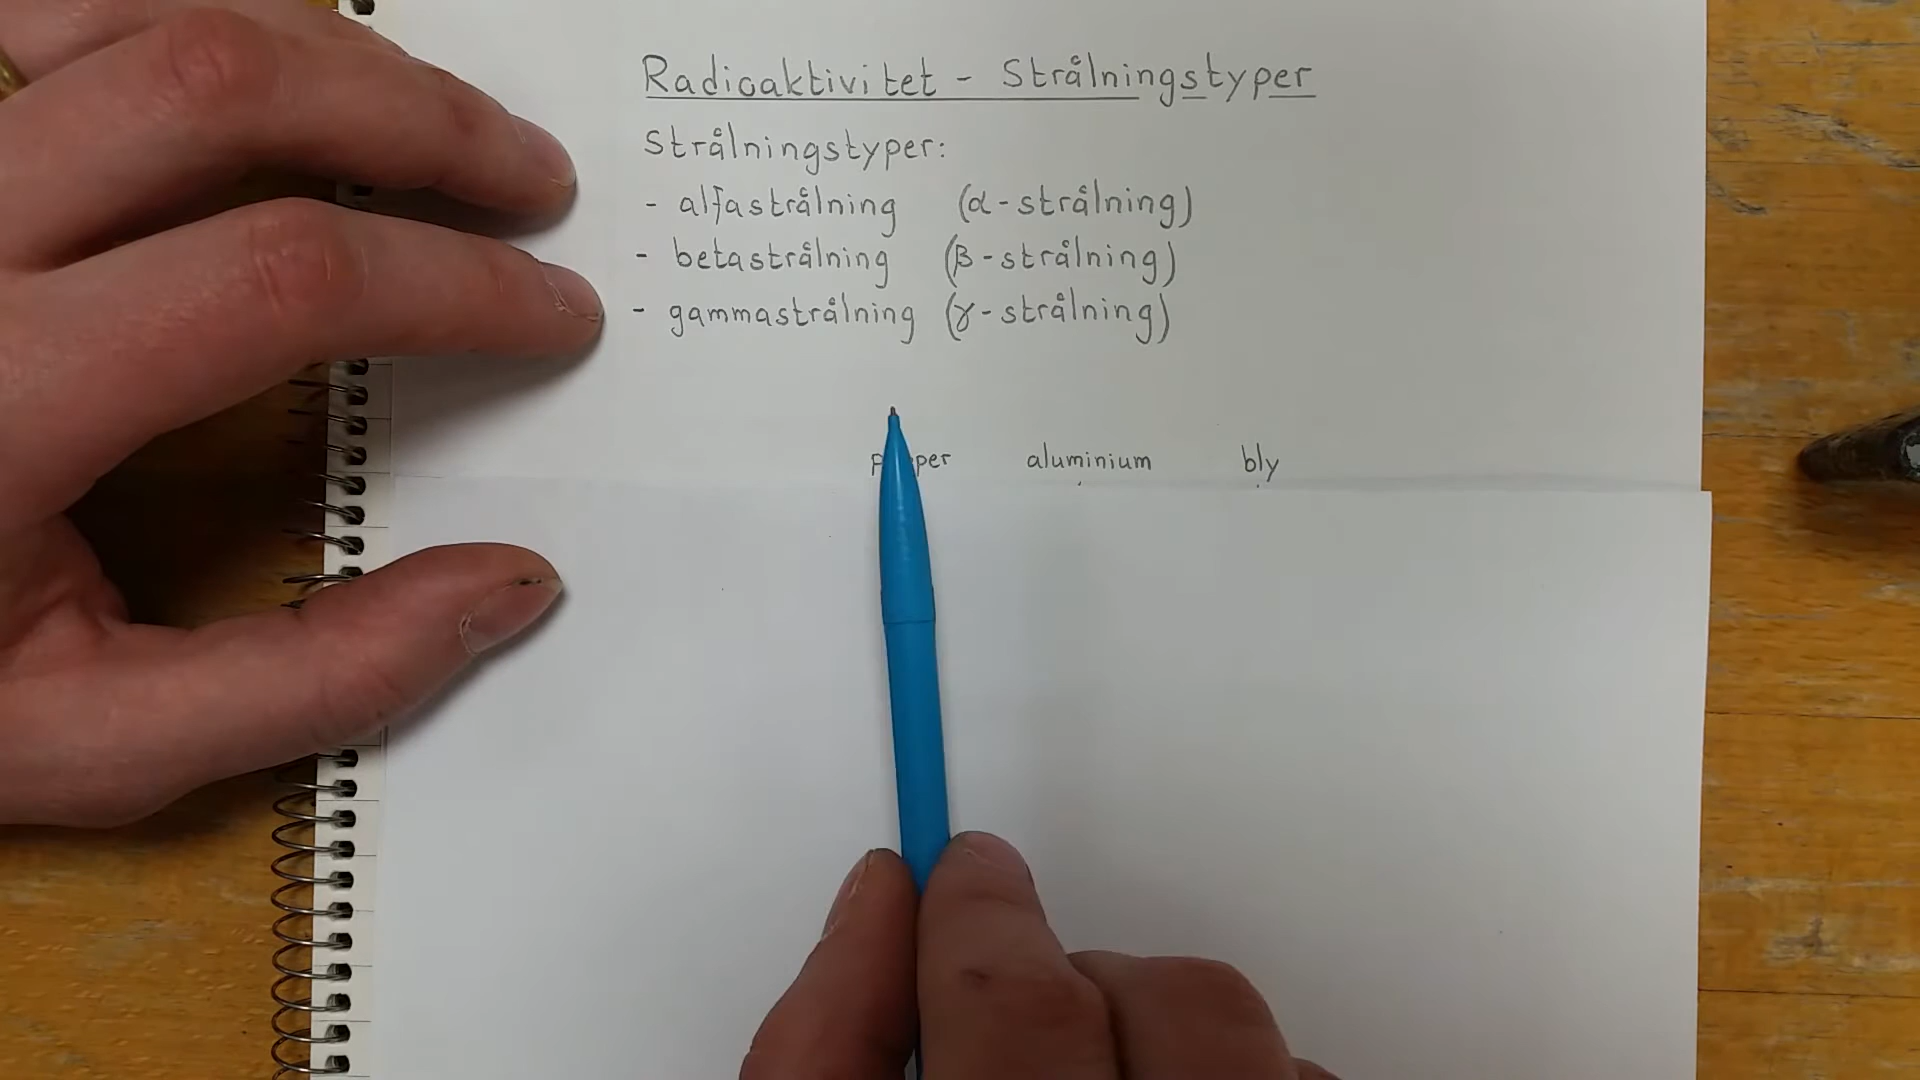 Radioaktivitet - Strålningstyper
Strålningstyper:
- alfastrålning (α-strålning)
- betastrålning (β-strålning)
- gammastrålning (γ-strålning)
aluminium bly